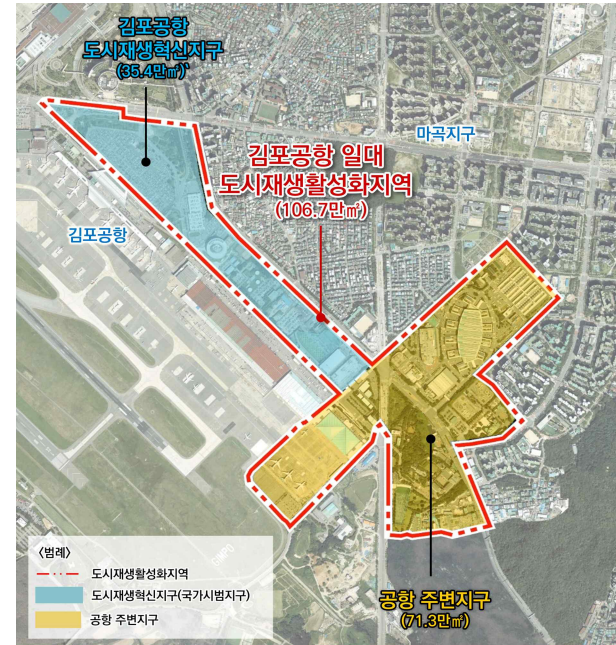 김포공항
도시재생혁신지구
(35.4만㎡)`
마곡지구
김포공항 일대
도시재생활성화지역
(106.7만㎡)
김포공항
공항 주변지구
(71.3만㎡)
〈범례〉
도시재생활성화지역
도시재생혁신지구(국가시범지구)
공항 주변지구